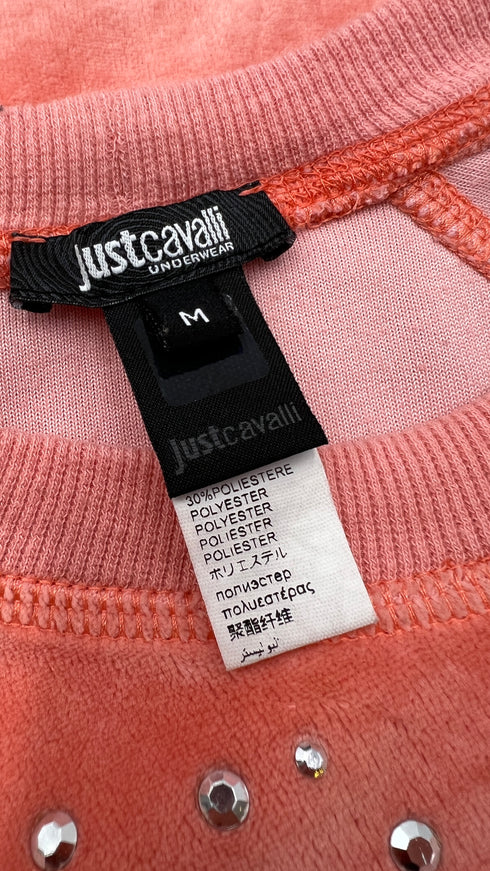 justcavalli
UNDERWEAR
M
justcavalli
30%POLIESTERE
POLYESTER
POLYESTER
POLYESTER
POLIESTER
ポリエステル
полиэстер
πολυεστέρας
聚酯纤维